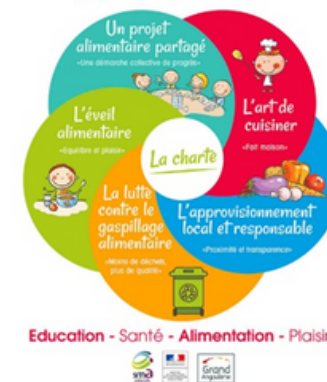 Un projet
alimentaire partagé
«Une démarche collective de progrès»
L'art de
cuisiner
«Fait maison»
L'éveil
alimentaire
«Equilibre et plaisir»
La charte
La lutte
contre le
gaspillage
alimentaire
«Moins de déchets,
plus de qualité»
L'approvisionnement
local et responsable
«Proximité et transparence»
Education - Santé - Alimentation - Plaisir
Grand
Angoulême